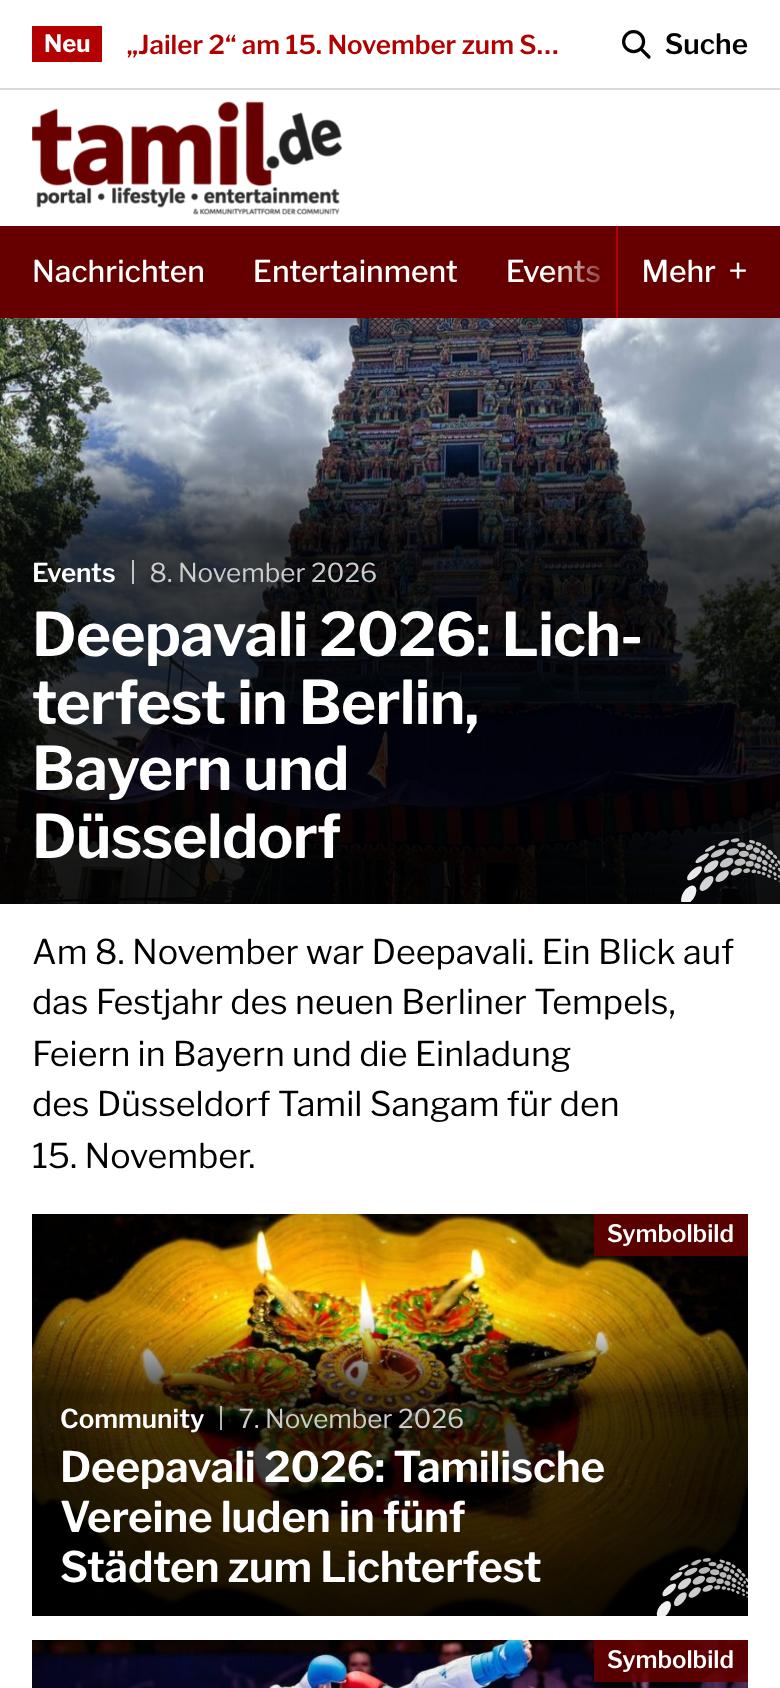 Neu „Jailer 2“ am 15. November zum S… Suche
tamil.de
portal • lifestyle • entertainment
& KOMMUNITYPLATTFORM DER COMMUNITY
Nachrichten Entertainment Events Mehr +
Events | 8. November 2026
Deepavali 2026: Lich-
terfest in Berlin,
Bayern und
Düsseldorf
Am 8. November war Deepavali. Ein Blick auf
das Festjahr des neuen Berliner Tempels,
Feiern in Bayern und die Einladung
des Düsseldorf Tamil Sangam für den
15. November.
Symbolbild
Community | 7. November 2026
Deepavali 2026: Tamilische
Vereine luden in fünf
Städten zum Lichterfest
Symbolbild